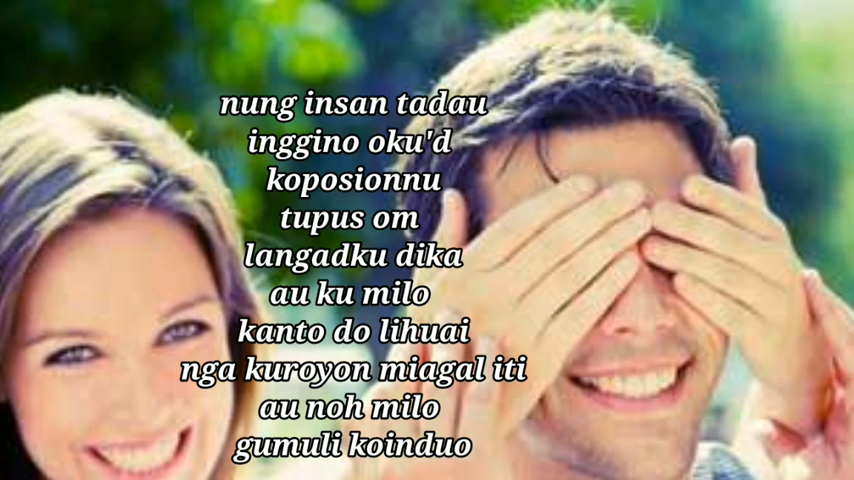 nung insan tadau
inggino oku'd
koposionnu
tupus om
langadku dika
au ku milo
kanto do lihuai
nga kuroyon miagal iti
au noh milo
gumuli koinduo